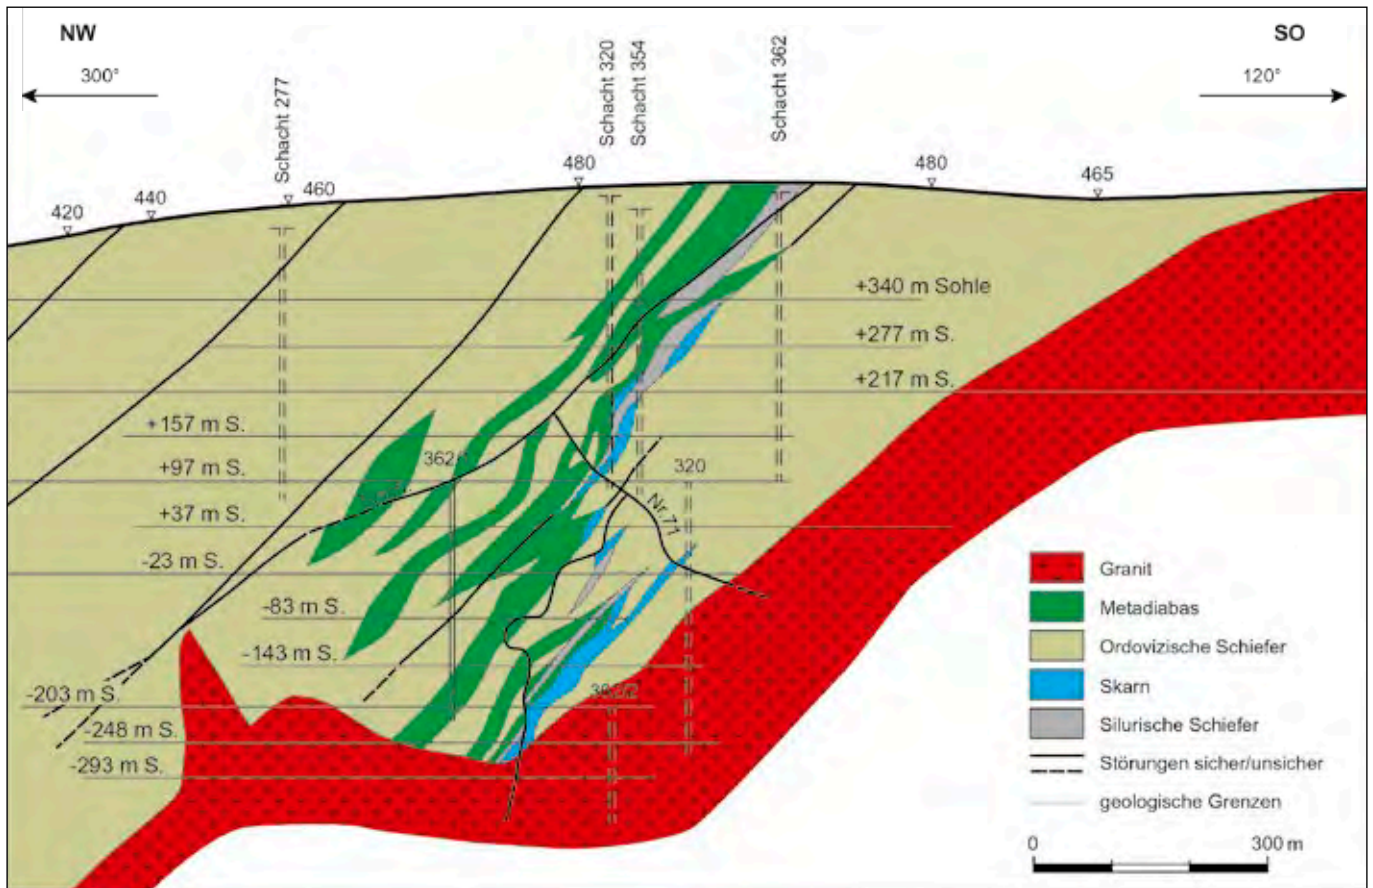 NW
SO
300°
120°
Schacht 277
Schacht 320
Schacht 354
Schacht 362
420
440
460
480
480
465
+340 m Sohle
+277 m S.
+217 m S.
+157 m S.
+97 m S.
+37 m S.
-23 m S.
-83 m S.
-143 m S.
-203 m S.
-248 m S.
-293 m S.
320
Nr.71
Granit
Metadiabas
Ordovizische Schiefer
Skarn
Silurische Schiefer
Störungen sicher/unsicher
geologische Grenzen
0
300 m